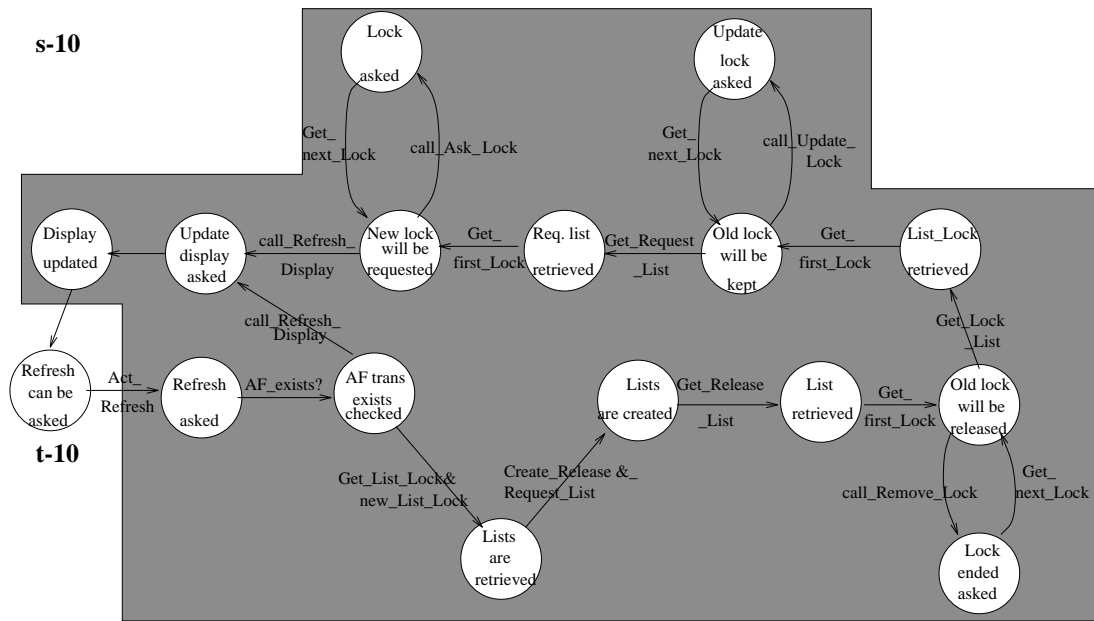 s-10
Lock
asked
Update
lock
asked
Get_
next_Lock
call_Ask_Lock
Get_
next_Lock
call_Update_
Lock
Display
updated
Update
display
asked
call_Refresh_
Display
New lock
will be
requested
Get_
first_Lock
Req. list
retrieved
Get_Request
_List
Old lock
will be
kept
Get_
first_Lock
List_Lock
retrieved
call_Refresh_
Display
Get_Lock
_List
Refresh
can be
asked
Act_
Refresh
Refresh
asked
AF_exists?
AF trans
exists
checked
Lists
are created
Get_Release
_List
List
retrieved
Get_
first_Lock
Old lock
will be
released
t-10
Get_List_Lock&
new_List_Lock
Create_Release &_
Request_List
call_Remove_Lock
Get_
next_Lock
Lists
are
retrieved
Lock
ended
asked